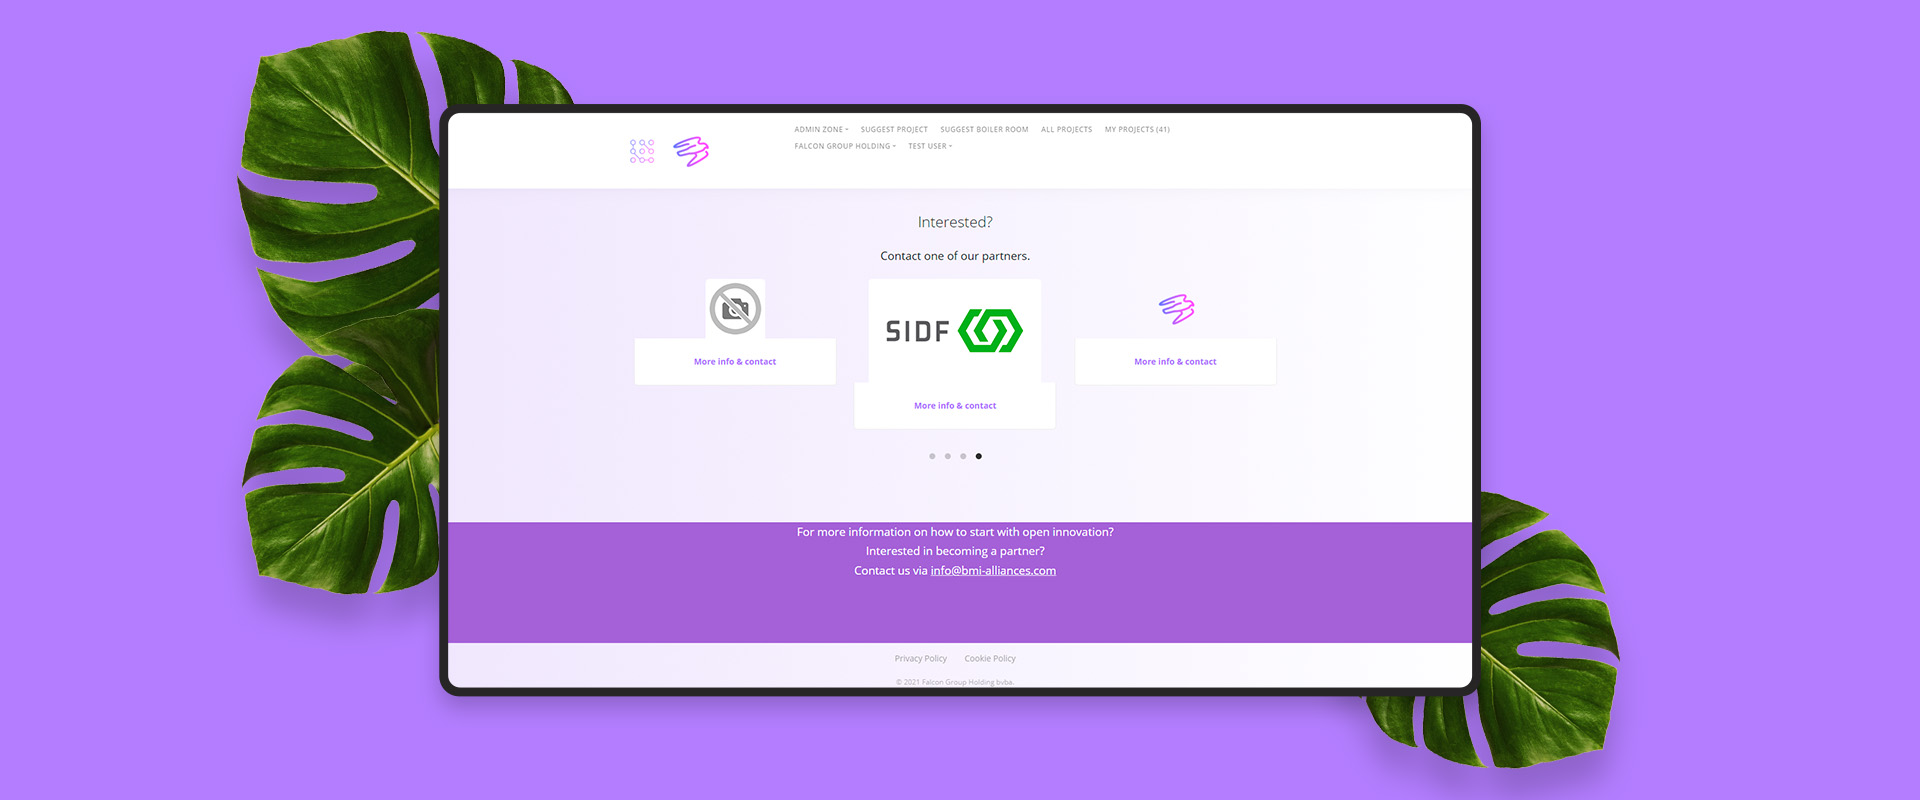 ADMIN ZONE SUGGEST PROJECT SUGGEST BOILER ROOM ALL PROJECTS MY PROJECTS (41)
FALCON GROUP HOLDING TEST USER
Interested?
Contact one of our partners.
SIDF
More info & contact
More info & contact
More info & contact
For more information on how to start with open innovation?
Interested in becoming a partner?
Contact us via info@bmi-alliances.com
Privacy Policy Cookie Policy
© 2021 Falcon Group Holding bvba.